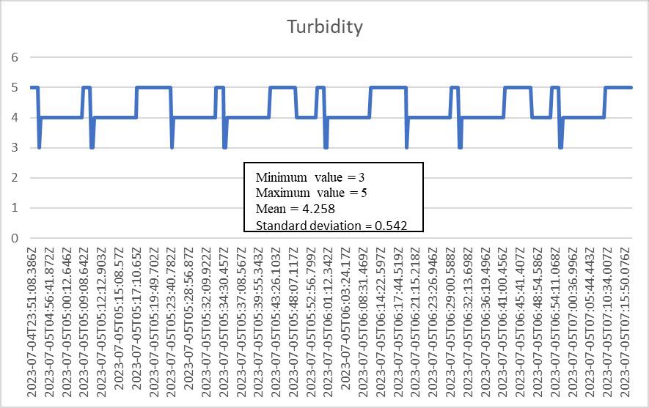 Turbidity
6
5
4
3
2
1
0
Minimum value = 3
Maximum value = 5
Mean = 4.258
Standard deviation = 0.542
2023-07-04T23:51:08.386Z
2023-07-05T04:56:41.872Z
2023-07-05T05:00:12.646Z
2023-07-05T05:09:08.642Z
2023-07-05T05:12:12.903Z
2023-07-05T05:15:08.57Z
2023-07-05T05:17:10.65Z
2023-07-05T05:19:49.702Z
2023-07-05T05:23:40.782Z
2023-07-05T05:28:56.87Z
2023-07-05T05:32:09.922Z
2023-07-05T05:34:30.457Z
2023-07-05T05:37:08.567Z
2023-07-05T05:39:55.343Z
2023-07-05T05:43:26.103Z
2023-07-05T05:48:07.117Z
2023-07-05T05:52:56.799Z
2023-07-05T06:01:12.342Z
2023-07-05T06:03:24.17Z
2023-07-05T06:08:31.469Z
2023-07-05T06:14:22.597Z
2023-07-05T06:17:44.519Z
2023-07-05T06:21:15.218Z
2023-07-05T06:23:26.946Z
2023-07-05T06:29:00.588Z
2023-07-05T06:32:13.698Z
2023-07-05T06:36:19.496Z
2023-07-05T06:41:00.456Z
2023-07-05T06:45:41.407Z
2023-07-05T06:48:54.586Z
2023-07-05T06:54:11.068Z
2023-07-05T07:00:36.996Z
2023-07-05T07:05:44.443Z
2023-07-05T07:10:34.007Z
2023-07-05T07:15:50.076Z